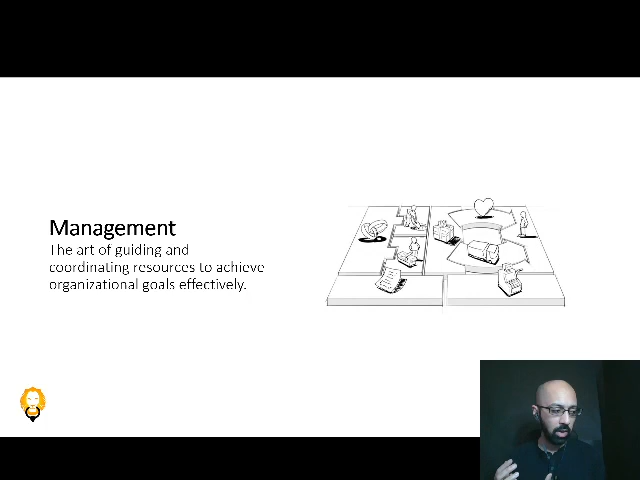 Management
The art of guiding and
coordinating resources to achieve
organizational goals effectively.